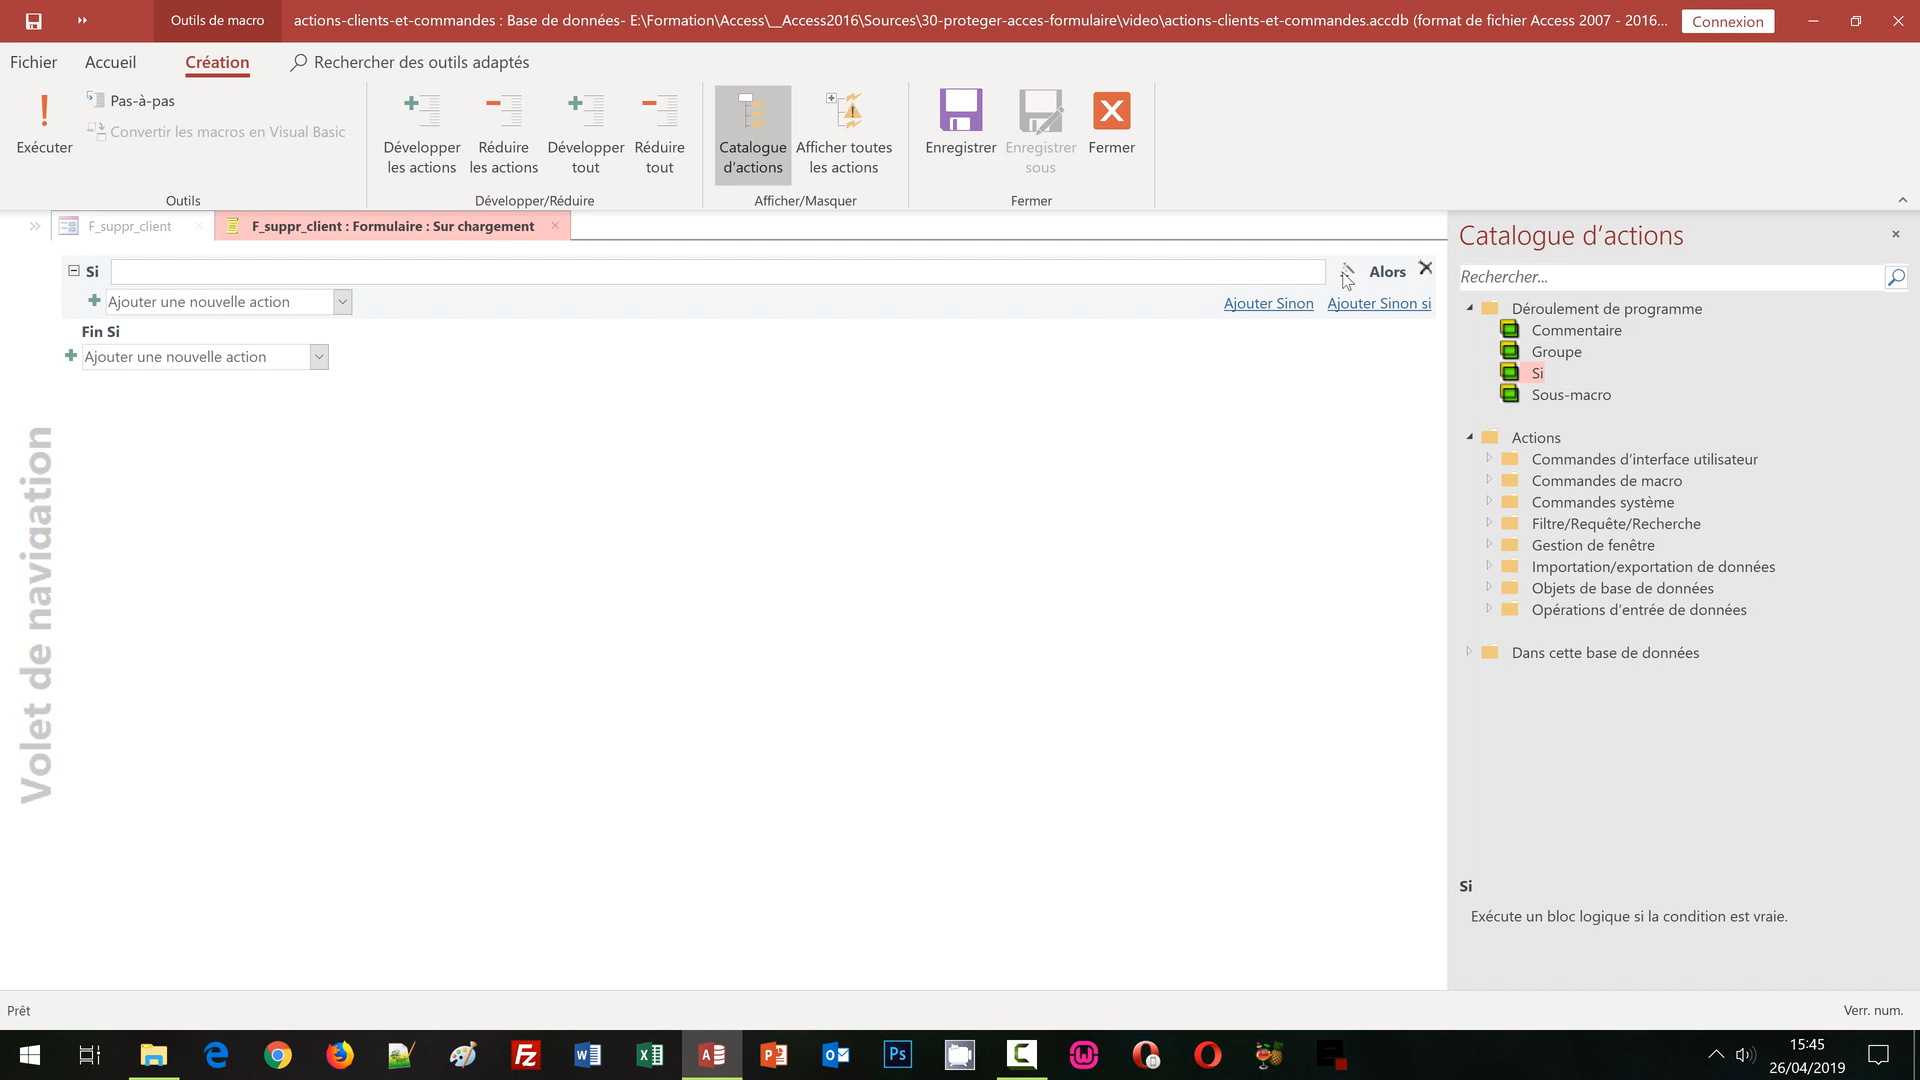 Outils de macro
actions-clients-et-commandes : Base de données- E:\Formation\Access\__Access2016\Sources\30-proteger-acces-formulaire\video\actions-clients-et-commandes.accdb (format de fichier Access 2007 - 2016...
Connexion
Fichier
Accueil
Création
Rechercher des outils adaptés
Exécuter
Pas-à-pas
Convertir les macros en Visual Basic
Outils
Développer les actions
Réduire les actions
Développer tout
Réduire tout
Développer/Réduire
Catalogue d'actions
Afficher toutes les actions
Afficher/Masquer
Enregistrer
Enregistrer sous
Fermer
Fermer
F_suppr_client
F_suppr_client : Formulaire : Sur chargement
Si
Alors
Ajouter une nouvelle action
Ajouter Sinon
Ajouter Sinon si
Fin Si
Ajouter une nouvelle action
Volet de navigation
Catalogue d'actions
Rechercher...
Déroulement de programme
Commentaire
Groupe
Si
Sous-macro
Actions
Commandes d'interface utilisateur
Commandes de macro
Commandes système
Filtre/Requête/Recherche
Gestion de fenêtre
Importation/exportation de données
Objets de base de données
Opérations d'entrée de données
Dans cette base de données
Si
Exécute un bloc logique si la condition est vraie.
Prêt
Verr. num.
15:45
26/04/2019